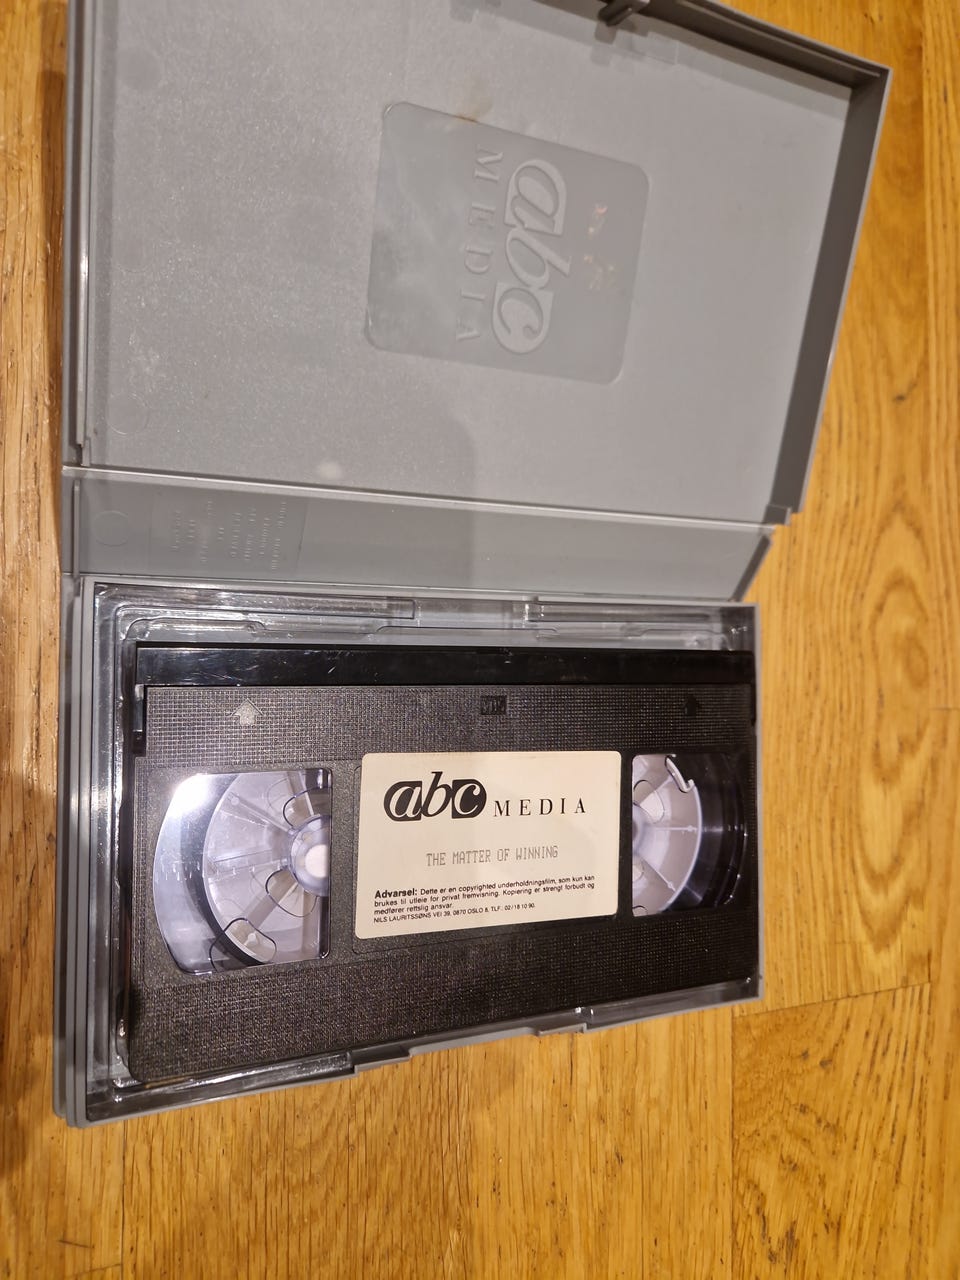 abc
MEDIA
VHS
abc MEDIA
THE MATTER OF WINNING
Advarsel: Dette er en copyrighted underholdningsfilm, som kun kan
brukes til utleie for privat fremvisning. Kopiering er strengt forbudt og
medfører rettslig ansvar.
NILS LAURITSSØNS VEI 39, 0870 OSLO 8, TLF.: 02/18 10 90.